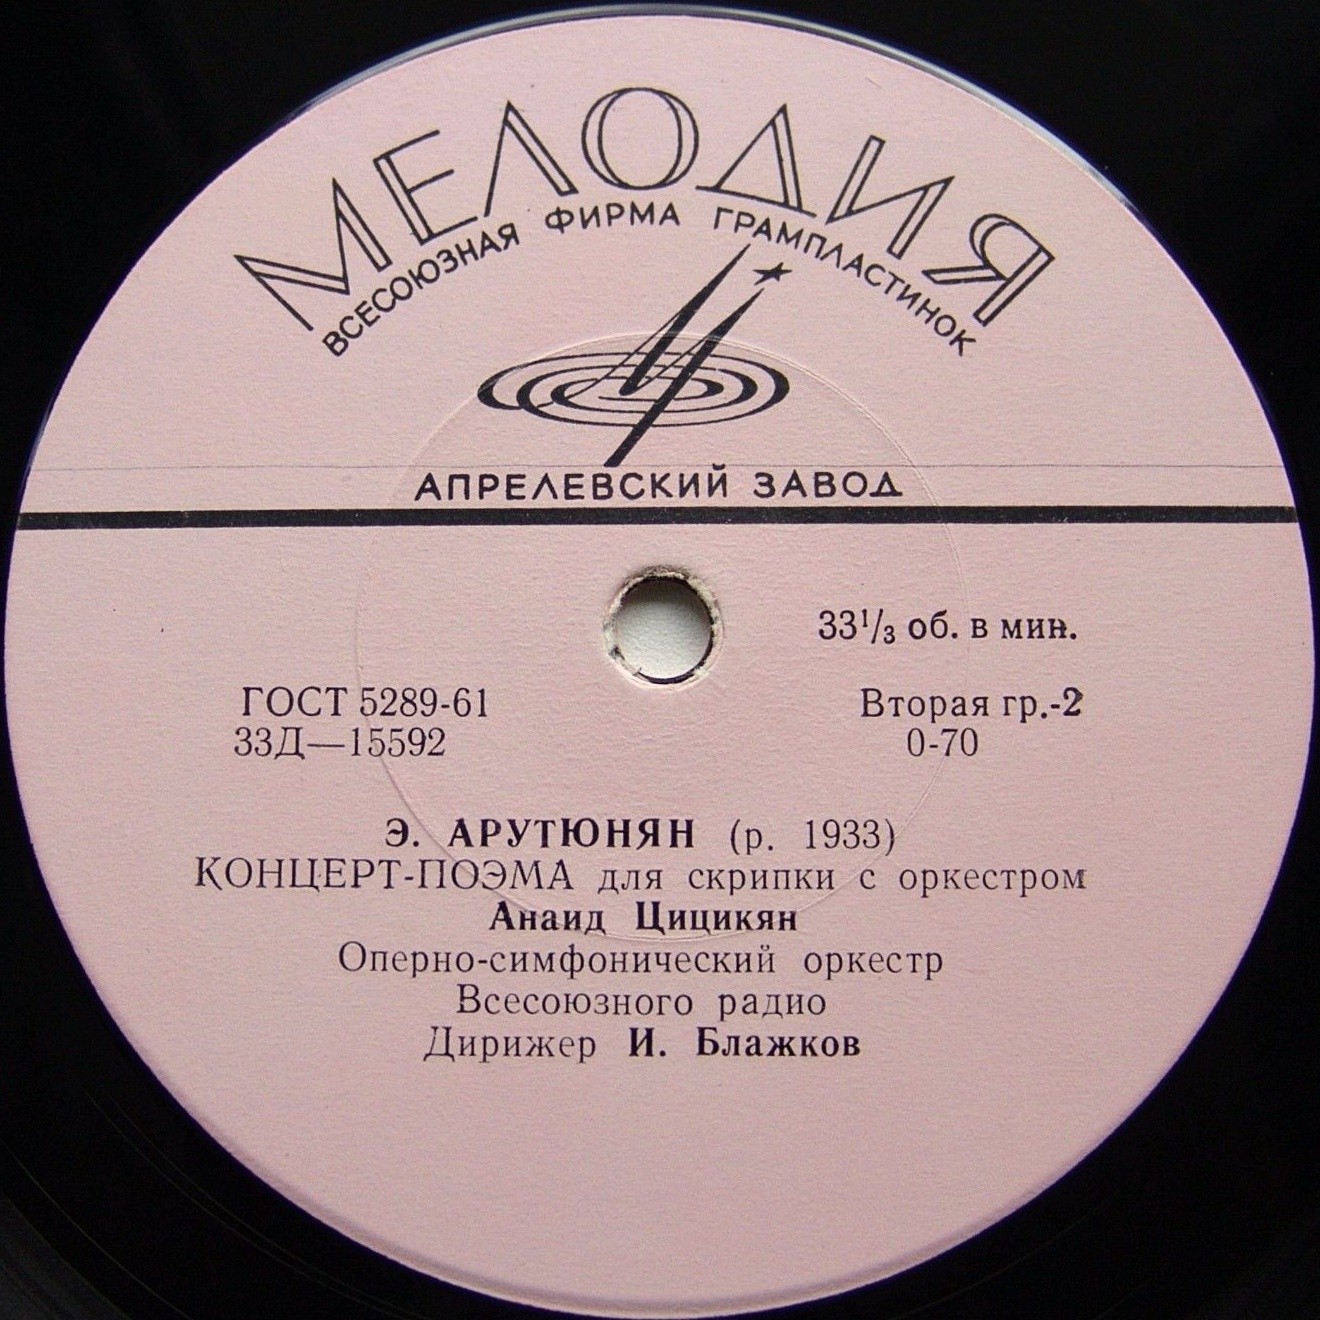 МЕЛОДИЯ
ВСЕСОЮЗНАЯ ФИРМА ГРАМПЛАСТИНОК
АПРЕЛЕВСКИЙ ЗАВОД
33¹/₃ об. в мин.
ГОСТ 5289-61 Вторая гр.-2
33Д—15592 0-70
Э. АРУТЮНЯН (р. 1933)
КОНЦЕРТ-ПОЭМА для скрипки с оркестром
Анаид Цицикян
Оперно-симфонический оркестр
Всесоюзного радио
Дирижер И. Блажков